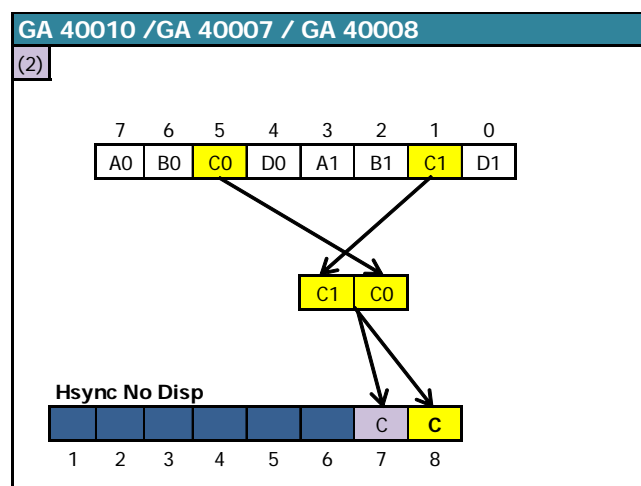 GA 40010 /GA 40007 / GA 40008
(2)
7 6 5 4 3 2 1 0
A0 B0 C0 D0 A1 B1 C1 D1
C1 C0
Hsync No Disp
C C
1 2 3 4 5 6 7 8